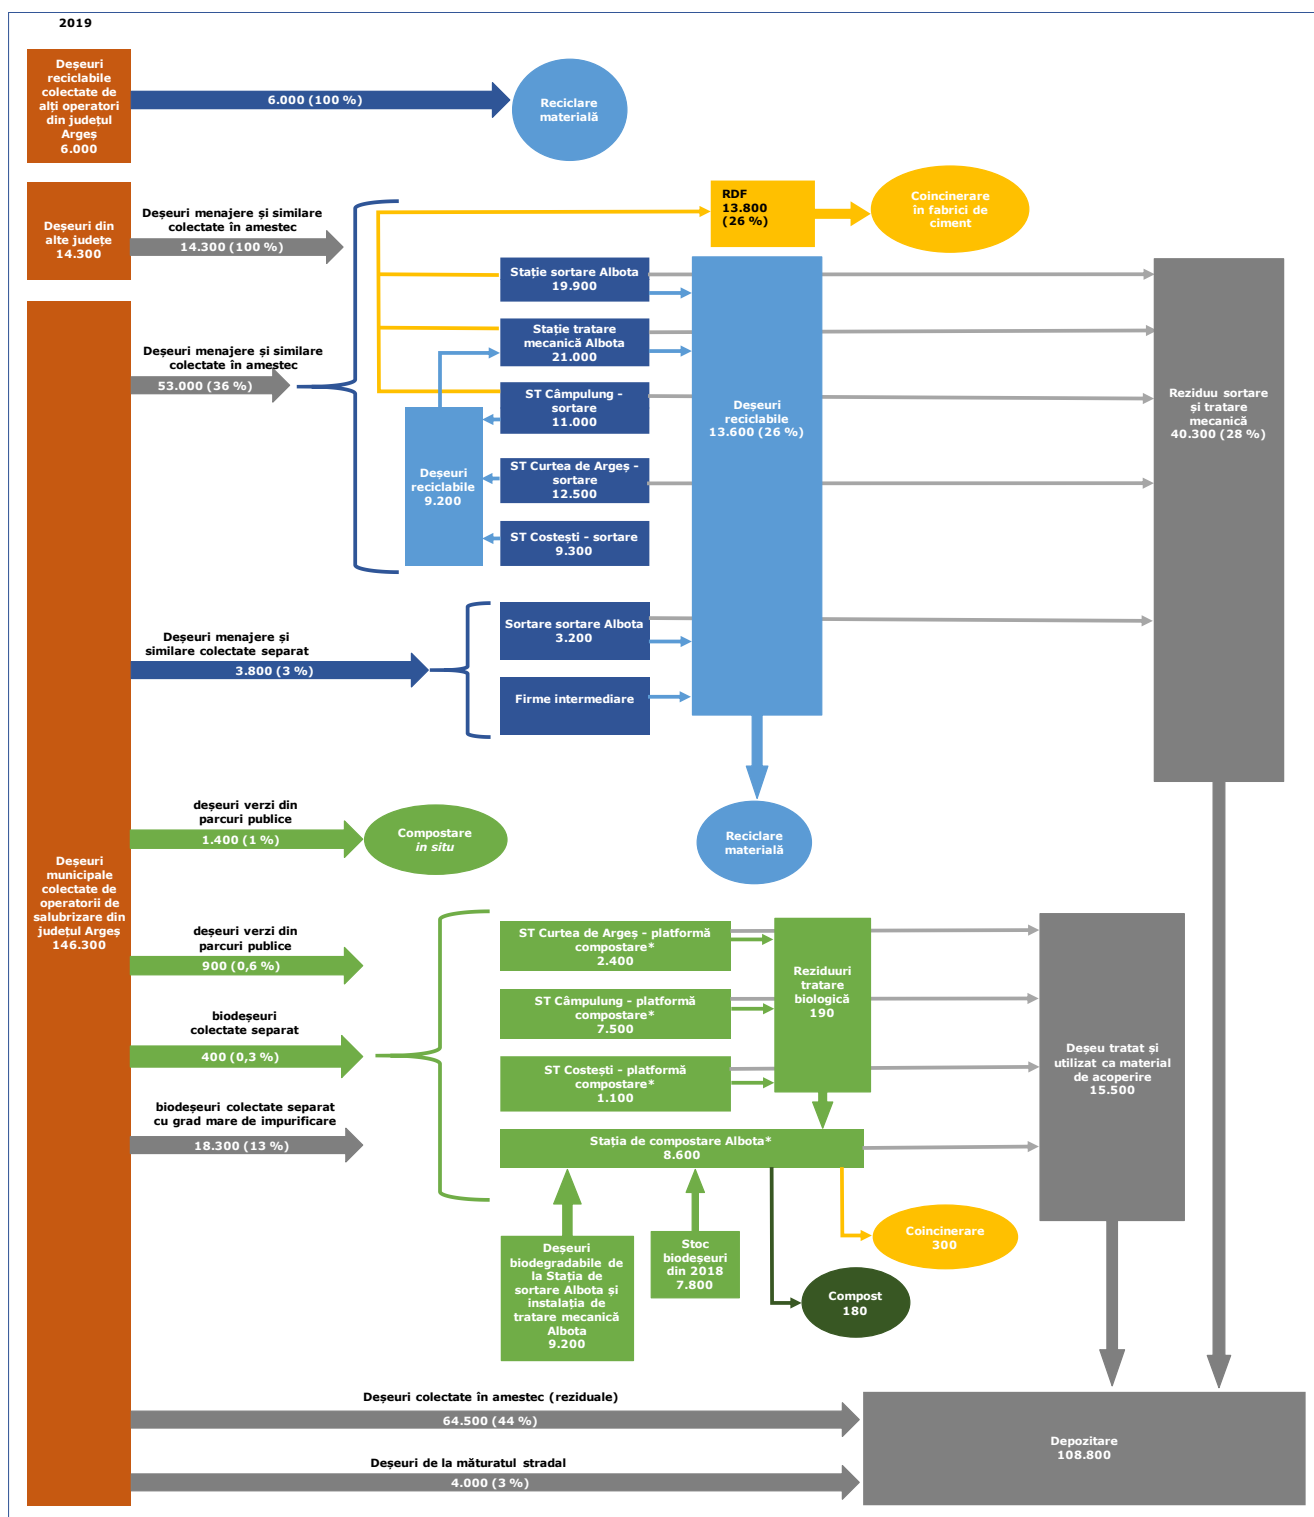 2019
Deșeuri
reciclabile
colectate de
alți operatori
din județul
Argeș
6.000
6.000 (100 %)
Reciclare
materială
Deșeuri din
alte județe
14.300
Deșeuri menajere și similare
colectate în amestec
14.300 (100 %)
RDF
13.800
(26 %)
Coincinerare
în fabrici de
ciment
Stație sortare Albota
19.900
Stație tratare
mecanică Albota
21.000
Deșeuri menajere și similare
colectate în amestec
53.000 (36 %)
ST Câmpulung –
sortare
11.000
Deșeuri
reciclabile
13.600 (26 %)
Reziduu sortare
și tratare
mecanică
40.300 (28 %)
Deșeuri
reciclabile
9.200
ST Curtea de Argeș –
sortare
12.500
ST Costești – sortare
9.300
Deșeuri menajere și
similare colectate separat
3.800 (3 %)
Sortare sortare Albota
3.200
Firme intermediare
deșeuri verzi din
parcuri publice
1.400 (1 %)
Compostare
in situ
Reciclare
materială
Deșeuri
municipale
colectate de
operatorii de
salubrizare din
județul Argeș
146.300
deșeuri verzi din
parcuri publice
900 (0,6 %)
ST Curtea de Argeș – platformă
compostare*
2.400
Reziduuri
tratare
biologică
190
ST Câmpulung – platformă
compostare*
7.500
biodeșeuri
colectate separat
400 (0,3 %)
Deșeu tratat și
utilizat ca material
de acoperire
15.500
ST Costești – platformă
compostare*
1.100
biodeșeuri colectate separat
cu grad mare de impurificare
18.300 (13 %)
Stația de compostare Albota*
8.600
Deșeuri
biodegradabile de
la Stația de
sortare Albota și
instalația de
tratare mecanică
Albota
9.200
Stoc
biodeșeuri
din 2018
7.800
Coincinerare
300
Compost
180
Deșeuri colectate în amestec (reziduale)
64.500 (44 %)
Deșeuri de la măturatul stradal
4.000 (3 %)
Depozitare
108.800